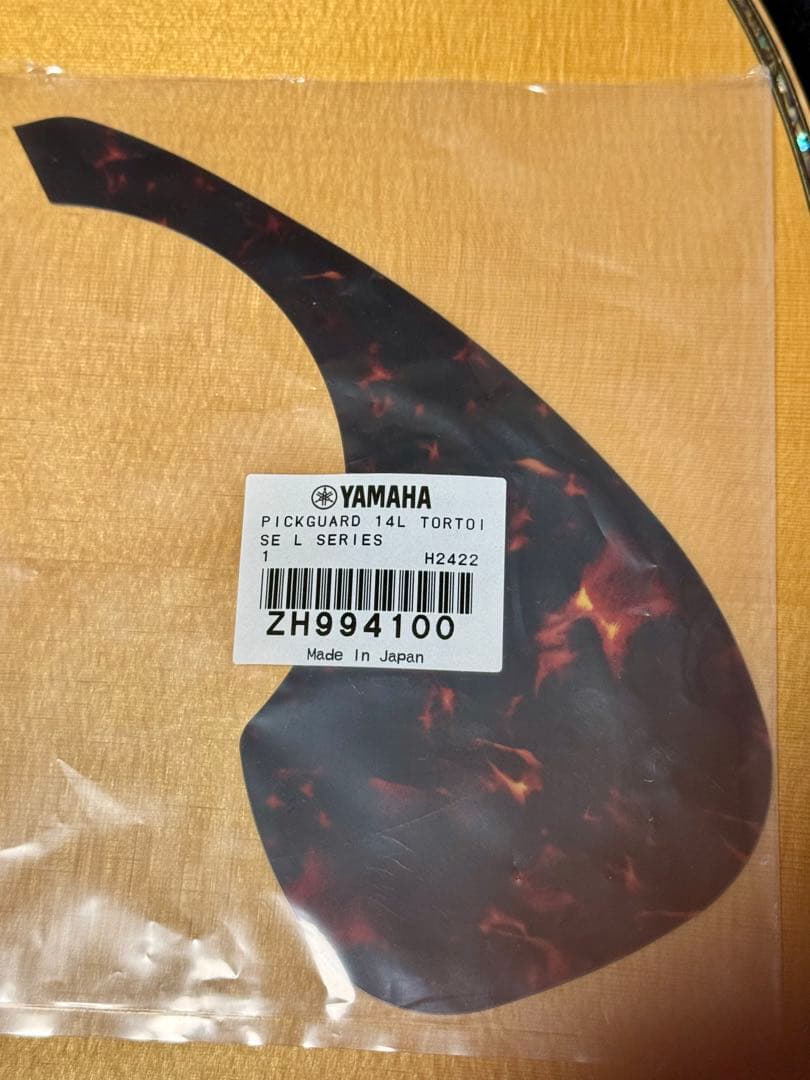 YAMAHA
PICKGUARD 14L TORTOI
SE L SERIES
1 H2422
ZH994100
Made In Japan